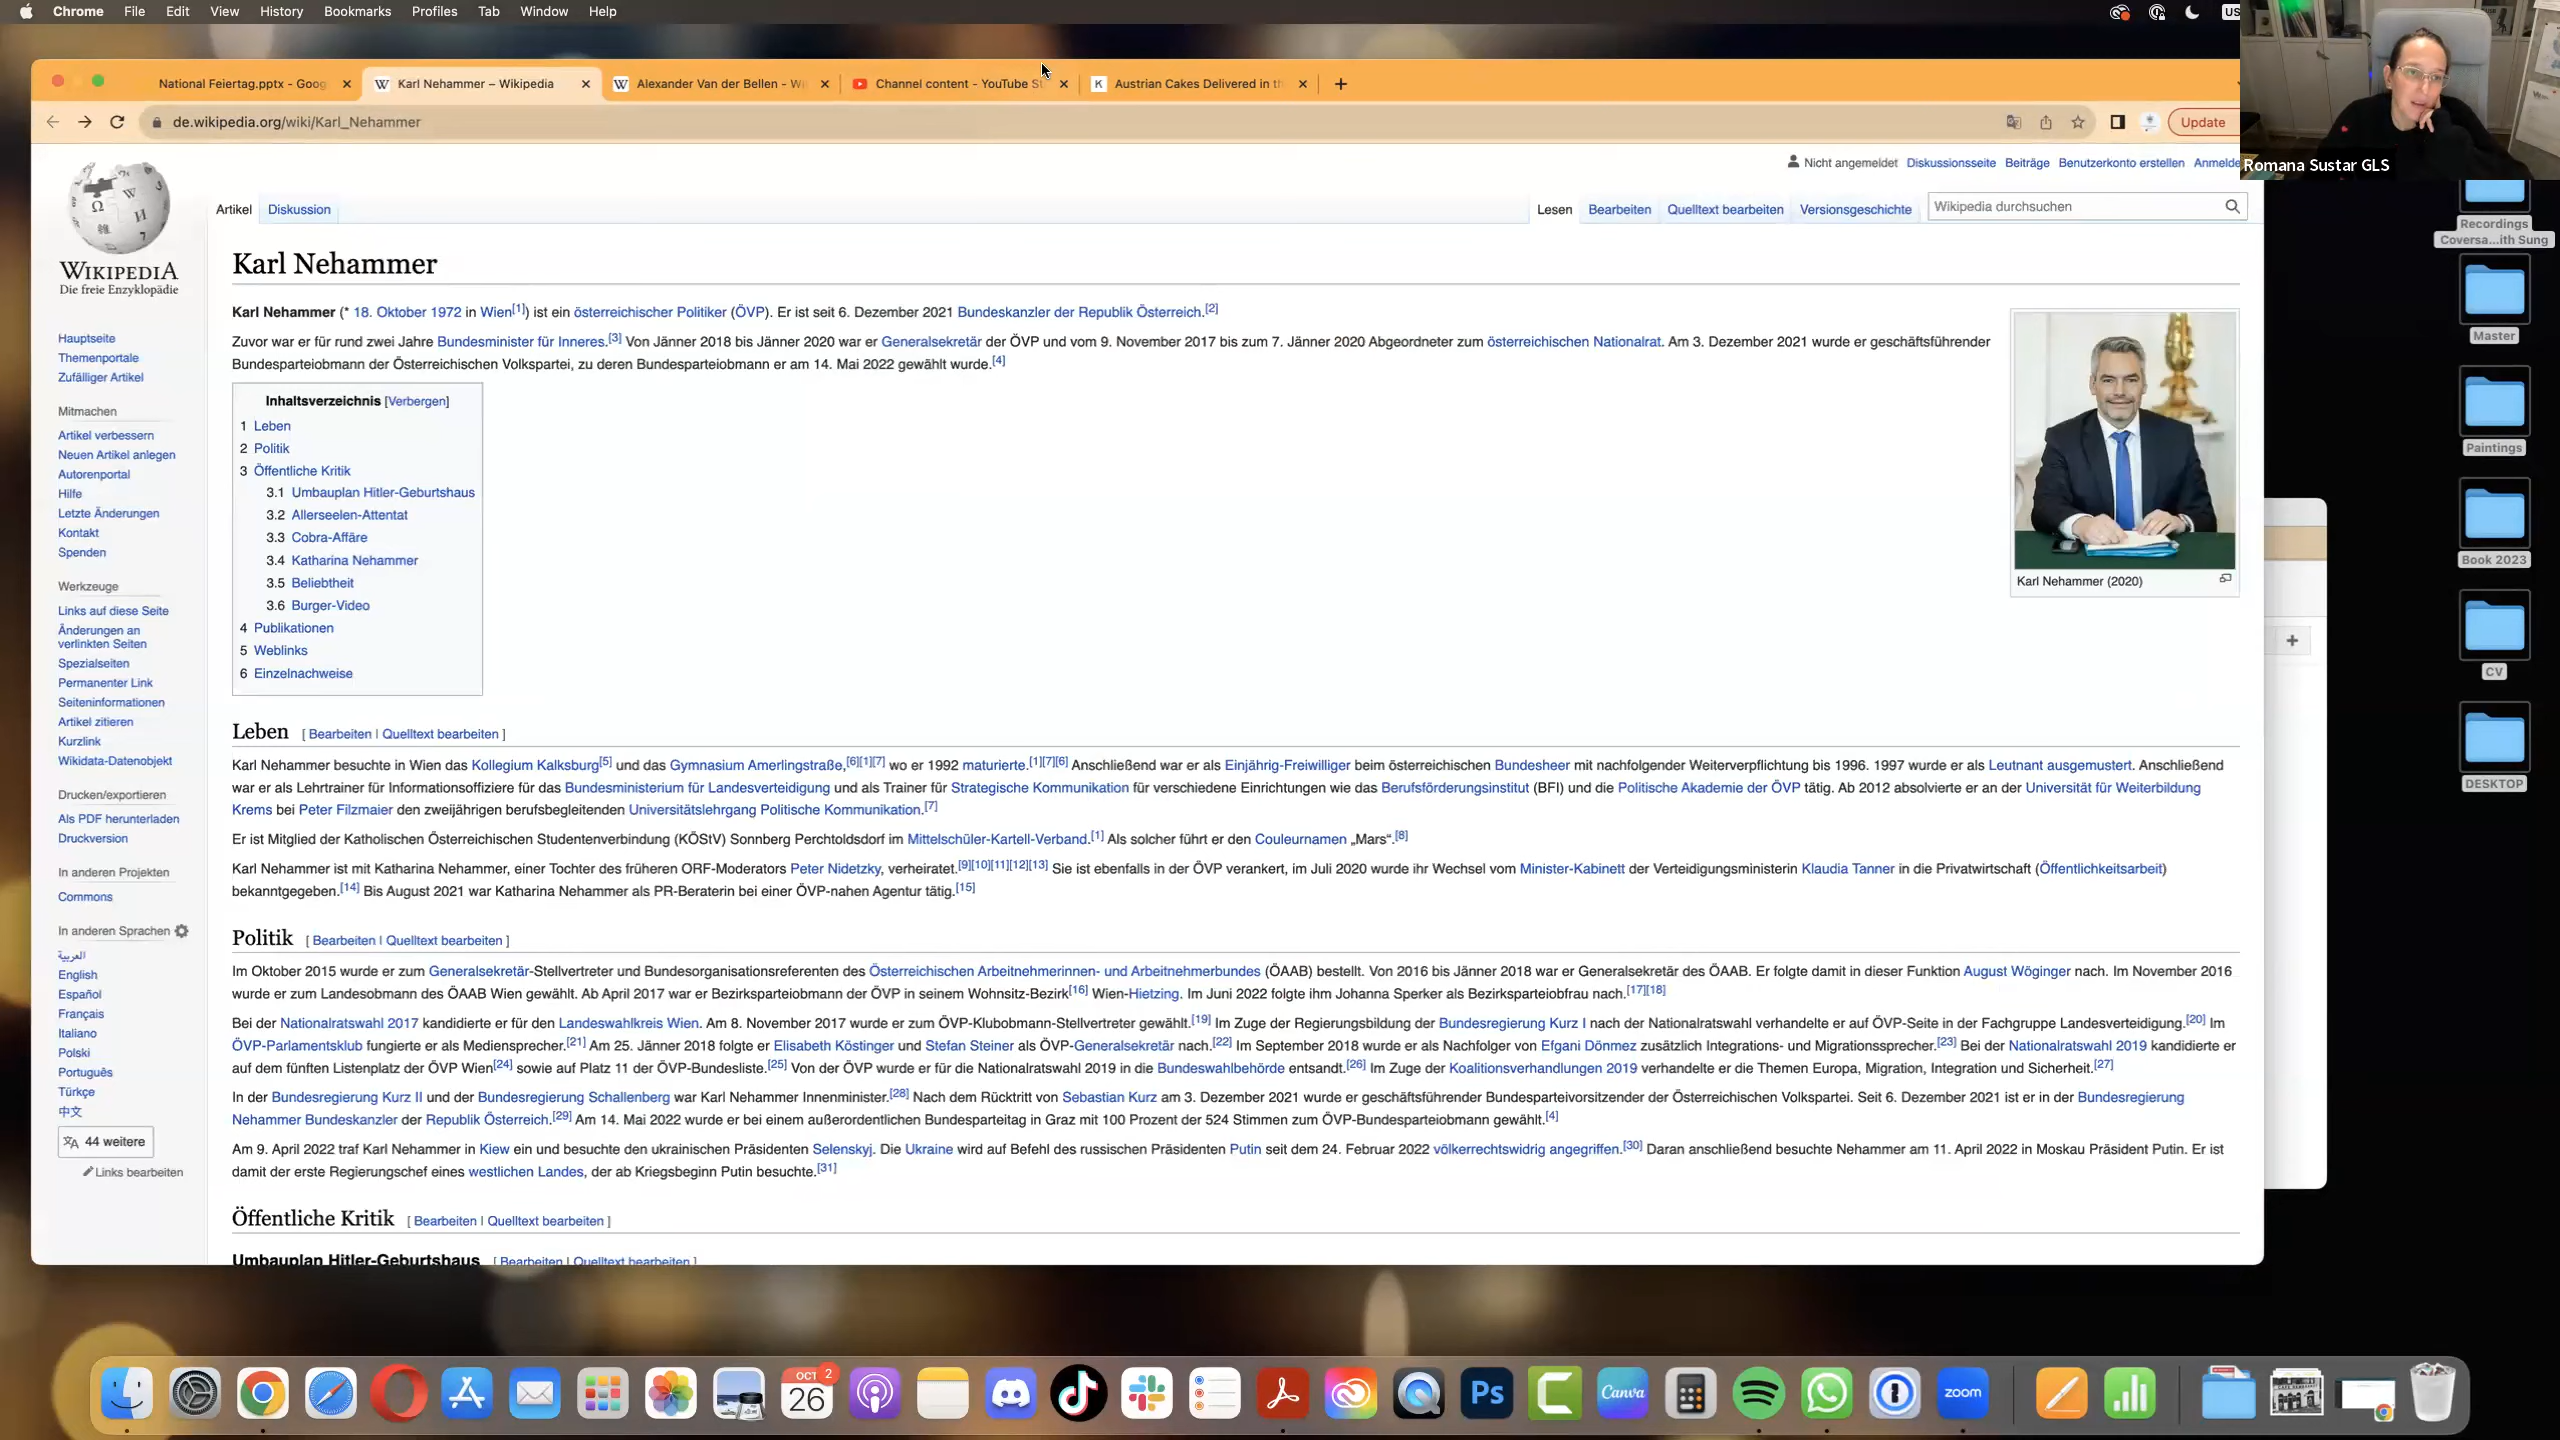 Chrome File Edit View History Bookmarks Profiles Tab Window Help
US
National Feiertag.pptx - Goog
Karl Nehammer – Wikipedia
Alexander Van der Bellen - W
Channel content - YouTube S
Austrian Cakes Delivered in th
de.wikipedia.org/wiki/Karl_Nehammer
Update
Romana Sustar GLS
Nicht angemeldet Diskussionsseite Beiträge Benutzerkonto erstellen Anmelde
WIKIPEDIA
Die freie Enzyklopädie
Artikel Diskussion
Lesen Bearbeiten Quelltext bearbeiten Versionsgeschichte
Wikipedia durchsuchen
Hauptseite
Themenportale
Zufälliger Artikel
Mitmachen
Artikel verbessern
Neuen Artikel anlegen
Autorenportal
Hilfe
Letzte Änderungen
Kontakt
Spenden
Werkzeuge
Links auf diese Seite
Änderungen an
verlinkten Seiten
Spezialseiten
Permanenter Link
Seiteninformationen
Artikel zitieren
Kurzlink
Wikidata-Datenobjekt
Drucken/exportieren
Als PDF herunterladen
Druckversion
In anderen Projekten
Commons
In anderen Sprachen
العربية
English
Español
Français
Italiano
Polski
Português
Türkçe
中文
44 weitere
Links bearbeiten
Karl Nehammer
Karl Nehammer (* 18. Oktober 1972 in Wien[1]) ist ein österreichischer Politiker (ÖVP). Er ist seit 6. Dezember 2021 Bundeskanzler der Republik Österreich.[2]
Zuvor war er für rund zwei Jahre Bundesminister für Inneres.[3] Von Jänner 2018 bis Jänner 2020 war er Generalsekretär der ÖVP und vom 9. November 2017 bis zum 7. Jänner 2020 Abgeordneter zum österreichischen Nationalrat. Am 3. Dezember 2021 wurde er geschäftsführender
Bundesparteiobmann der Österreichischen Volkspartei, zu deren Bundesparteiobmann er am 14. Mai 2022 gewählt wurde.[4]
Karl Nehammer (2020)
Inhaltsverzeichnis [Verbergen]
1 Leben
2 Politik
3 Öffentliche Kritik
3.1 Umbauplan Hitler-Geburtshaus
3.2 Allerseelen-Attentat
3.3 Cobra-Affäre
3.4 Katharina Nehammer
3.5 Beliebtheit
3.6 Burger-Video
4 Publikationen
5 Weblinks
6 Einzelnachweise
Leben [ Bearbeiten | Quelltext bearbeiten ]
Karl Nehammer besuchte in Wien das Kollegium Kalksburg[5] und das Gymnasium Amerlingstraße,[6][1][7] wo er 1992 maturierte.[1][7][6] Anschließend war er als Einjährig-Freiwilliger beim österreichischen Bundesheer mit nachfolgender Weiterverpflichtung bis 1996. 1997 wurde er als Leutnant ausgemustert. Anschließend
war er als Lehrtrainer für Informationsoffiziere für das Bundesministerium für Landesverteidigung und als Trainer für Strategische Kommunikation für verschiedene Einrichtungen wie das Berufsförderungsinstitut (BFI) und die Politische Akademie der ÖVP tätig. Ab 2012 absolvierte er an der Universität für Weiterbildung
Krems bei Peter Filzmaier den zweijährigen berufsbegleitenden Universitätslehrgang Politische Kommunikation.[7]
Er ist Mitglied der Katholischen Österreichischen Studentenverbindung (KÖStV) Sonnberg Perchtoldsdorf im Mittelschüler-Kartell-Verband.[1] Als solcher führt er den Couleurnamen „Mars“.[8]
Karl Nehammer ist mit Katharina Nehammer, einer Tochter des früheren ORF-Moderators Peter Nidetzky, verheiratet.[9][10][11][12][13] Sie ist ebenfalls in der ÖVP verankert, im Juli 2020 wurde ihr Wechsel vom Minister-Kabinett der Verteidigungsministerin Klaudia Tanner in die Privatwirtschaft (Öffentlichkeitsarbeit)
bekanntgegeben.[14] Bis August 2021 war Katharina Nehammer als PR-Beraterin bei einer ÖVP-nahen Agentur tätig.[15]
Politik [ Bearbeiten | Quelltext bearbeiten ]
Im Oktober 2015 wurde er zum Generalsekretär-Stellvertreter und Bundesorganisationsreferenten des Österreichischen Arbeitnehmerinnen- und Arbeitnehmerbundes (ÖAAB) bestellt. Von 2016 bis Jänner 2018 war er Generalsekretär des ÖAAB. Er folgte damit in dieser Funktion August Wöginger nach. Im November 2016
wurde er zum Landesobmann des ÖAAB Wien gewählt. Ab April 2017 war er Bezirksparteiobmann der ÖVP in seinem Wohnsitz-Bezirk[16] Wien-Hietzing. Im Juni 2022 folgte ihm Johanna Sperker als Bezirksparteiobfrau nach.[17][18]
Bei der Nationalratswahl 2017 kandidierte er für den Landeswahlkreis Wien. Am 8. November 2017 wurde er zum ÖVP-Klubobmann-Stellvertreter gewählt.[19] Im Zuge der Regierungsbildung der Bundesregierung Kurz I nach der Nationalratswahl verhandelte er auf ÖVP-Seite in der Fachgruppe Landesverteidigung.[20] Im
ÖVP-Parlamentsklub fungierte er als Mediensprecher.[21] Am 25. Jänner 2018 folgte er Elisabeth Köstinger und Stefan Steiner als ÖVP-Generalsekretär nach.[22] Im September 2018 wurde er als Nachfolger von Efgani Dönmez zusätzlich Integrations- und Migrationssprecher.[23] Bei der Nationalratswahl 2019 kandidierte er
auf dem fünften Listenplatz der ÖVP Wien[24] sowie auf Platz 11 der ÖVP-Bundesliste.[25] Von der ÖVP wurde er für die Nationalratswahl 2019 in die Bundeswahlbehörde entsandt.[26] Im Zuge der Koalitionsverhandlungen 2019 verhandelte er die Themen Europa, Migration, Integration und Sicherheit.[27]
In der Bundesregierung Kurz II und der Bundesregierung Schallenberg war Karl Nehammer Innenminister.[28] Nach dem Rücktritt von Sebastian Kurz am 3. Dezember 2021 wurde er geschäftsführender Bundesparteivorsitzender der Österreichischen Volkspartei. Seit 6. Dezember 2021 ist er in der Bundesregierung
Nehammer Bundeskanzler der Republik Österreich.[29] Am 14. Mai 2022 wurde er bei einem außerordentlichen Bundesparteitag in Graz mit 100 Prozent der 524 Stimmen zum ÖVP-Bundesparteiobmann gewählt.[4]
Am 9. April 2022 traf Karl Nehammer in Kiew ein und besuchte den ukrainischen Präsidenten Selenskyj. Die Ukraine wird auf Befehl des russischen Präsidenten Putin seit dem 24. Februar 2022 völkerrechtswidrig angegriffen.[30] Daran anschließend besuchte Nehammer am 11. April 2022 in Moskau Präsident Putin. Er ist
damit der erste Regierungschef eines westlichen Landes, der ab Kriegsbeginn Putin besuchte.[31]
Öffentliche Kritik [ Bearbeiten | Quelltext bearbeiten ]
Umbauplan Hitler-Geburtshaus [ Bearbeiten | Quelltext bearbeiten ]
Recordings
Coversa...ith Sung
Master
Paintings
Book 2023
CV
DESKTOP
OCT 2
26
Ps
Canva
zoom